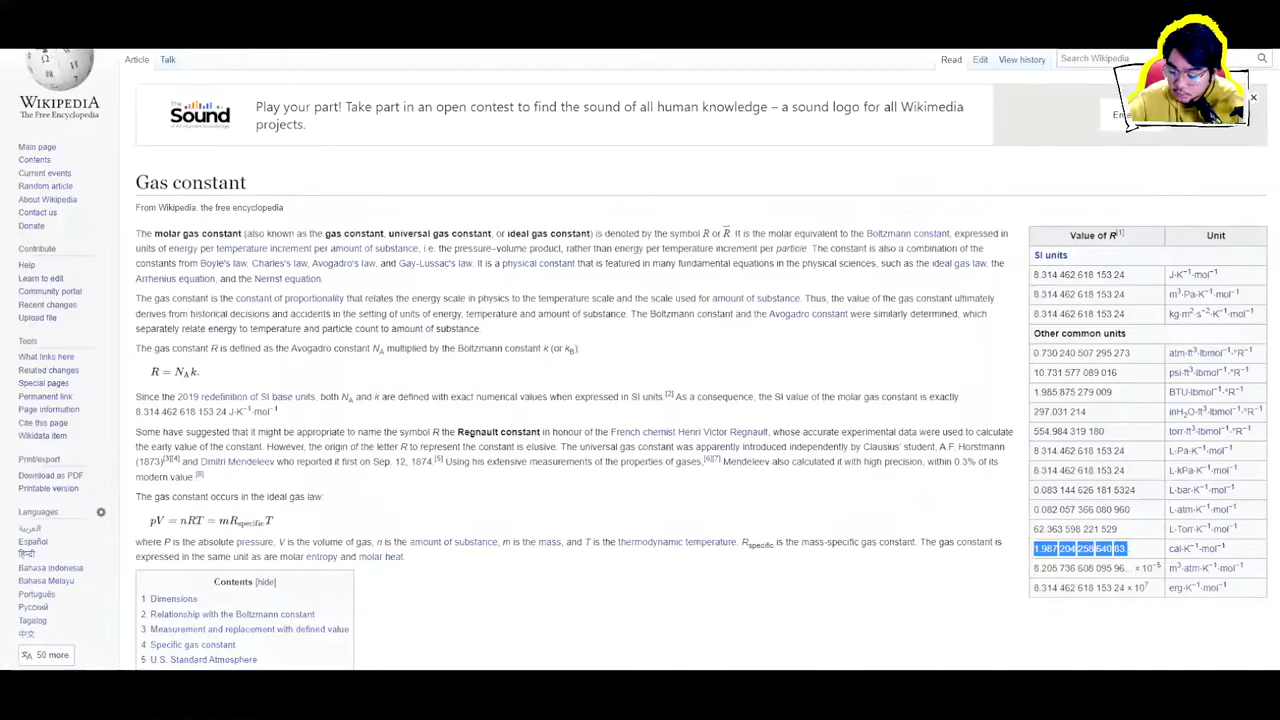 Article Talk Read Edit View history Search Wikipedia
WIKIPEDIA
The Free Encyclopedia
Main page
Contents
Current events
Random article
About Wikipedia
Contact us
Donate
Contribute
Help
Learn to edit
Community portal
Recent changes
Upload file
Tools
What links here
Related changes
Special pages
Permanent link
Page information
Cite this page
Wikidata item
Print/export
Download as PDF
Printable version
Languages
العربية
Español
हिन्दी
Bahasa Indonesia
Bahasa Melayu
Português
Русский
Tagalog
中文
50 more
The Sound
Play your part! Take part in an open contest to find the sound of all human knowledge – a sound logo for all Wikimedia
projects.
Gas constant
From Wikipedia, the free encyclopedia
The molar gas constant (also known as the gas constant, universal gas constant, or ideal gas constant) is denoted by the symbol R or R̅. It is the molar equivalent to the Boltzmann constant, expressed in
units of energy per temperature increment per amount of substance, i.e. the pressure–volume product, rather than energy per temperature increment per particle. The constant is also a combination of the
constants from Boyle's law, Charles's law, Avogadro's law, and Gay-Lussac's law. It is a physical constant that is featured in many fundamental equations in the physical sciences, such as the ideal gas law, the
Arrhenius equation, and the Nernst equation.
The gas constant is the constant of proportionality that relates the energy scale in physics to the temperature scale and the scale used for amount of substance. Thus, the value of the gas constant ultimately
derives from historical decisions and accidents in the setting of units of energy, temperature and amount of substance. The Boltzmann constant and the Avogadro constant were similarly determined, which
separately relate energy to temperature and particle count to amount of substance.
The gas constant R is defined as the Avogadro constant N_A multiplied by the Boltzmann constant k (or k_B):
R = N_A k.
Since the 2019 redefinition of SI base units, both N_A and k are defined with exact numerical values when expressed in SI units.[2] As a consequence, the SI value of the molar gas constant is exactly
8.314 462 618 153 24 J⋅K⁻¹⋅mol⁻¹
Some have suggested that it might be appropriate to name the symbol R the Regnault constant in honour of the French chemist Henri Victor Regnault, whose accurate experimental data were used to calculate
the early value of the constant. However, the origin of the letter R to represent the constant is elusive. The universal gas constant was apparently introduced independently by Clausius' student, A.F. Horstmann
(1873)[3][4] and Dmitri Mendeleev who reported it first on Sep. 12, 1874.[5] Using his extensive measurements of the properties of gases,[6][7] Mendeleev also calculated it with high precision, within 0.3% of its
modern value.[8]
The gas constant occurs in the ideal gas law:
pV = nRT = mR_specific T
where P is the absolute pressure, V is the volume of gas, n is the amount of substance, m is the mass, and T is the thermodynamic temperature. R_specific is the mass-specific gas constant. The gas constant is
expressed in the same unit as are molar entropy and molar heat.
Contents [hide]
1 Dimensions
2 Relationship with the Boltzmann constant
3 Measurement and replacement with defined value
4 Specific gas constant
5 U.S. Standard Atmosphere
Value of R[1] Unit
SI units
8.314 462 618 153 24 J⋅K⁻¹⋅mol⁻¹
8.314 462 618 153 24 m³⋅Pa⋅K⁻¹⋅mol⁻¹
8.314 462 618 153 24 kg⋅m²⋅s⁻²⋅K⁻¹⋅mol⁻¹
Other common units
0.730 240 507 295 273 atm⋅ft³⋅lbmol⁻¹⋅°R⁻¹
10.731 577 089 016 psi⋅ft³⋅lbmol⁻¹⋅°R⁻¹
1.985 875 279 009 BTU⋅lbmol⁻¹⋅°R⁻¹
297.031 214 inH₂O⋅ft³⋅lbmol⁻¹⋅°R⁻¹
554.984 319 180 torr⋅ft³⋅lbmol⁻¹⋅°R⁻¹
8.314 462 618 153 24 L⋅Pa⋅K⁻¹⋅mol⁻¹
8.314 462 618 153 24 L⋅kPa⋅K⁻¹⋅mol⁻¹
0.083 144 626 181 5324 L⋅bar⋅K⁻¹⋅mol⁻¹
0.082 057 366 080 960 L⋅atm⋅K⁻¹⋅mol⁻¹
62.363 598 221 529 L⋅Torr⋅K⁻¹⋅mol⁻¹
1.987 204 258 640 83... cal⋅K⁻¹⋅mol⁻¹
8.205 736 608 095 96... × 10⁻⁵ m³⋅atm⋅K⁻¹⋅mol⁻¹
8.314 462 618 153 24 × 10⁷ erg⋅K⁻¹⋅mol⁻¹